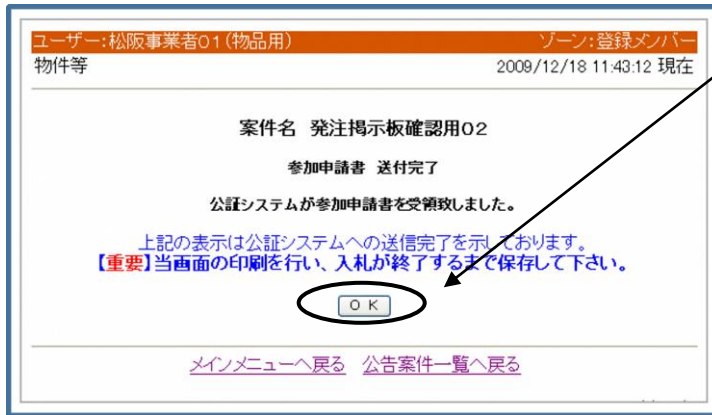 ユーザー:松阪事業者01(物品用) ゾーン:登録メンバー
物件等 2009/12/18 11:43:12 現在
案件名 発注掲示板確認用02
参加申請書 送付完了
公証システムが参加申請書を受領致しました。
上記の表示は公証システムへの送信完了を示しております。
【重要】当画面の印刷を行い、入札が終了するまで保存して下さい。
OK
メインメニューへ戻る 公告案件一覧へ戻る